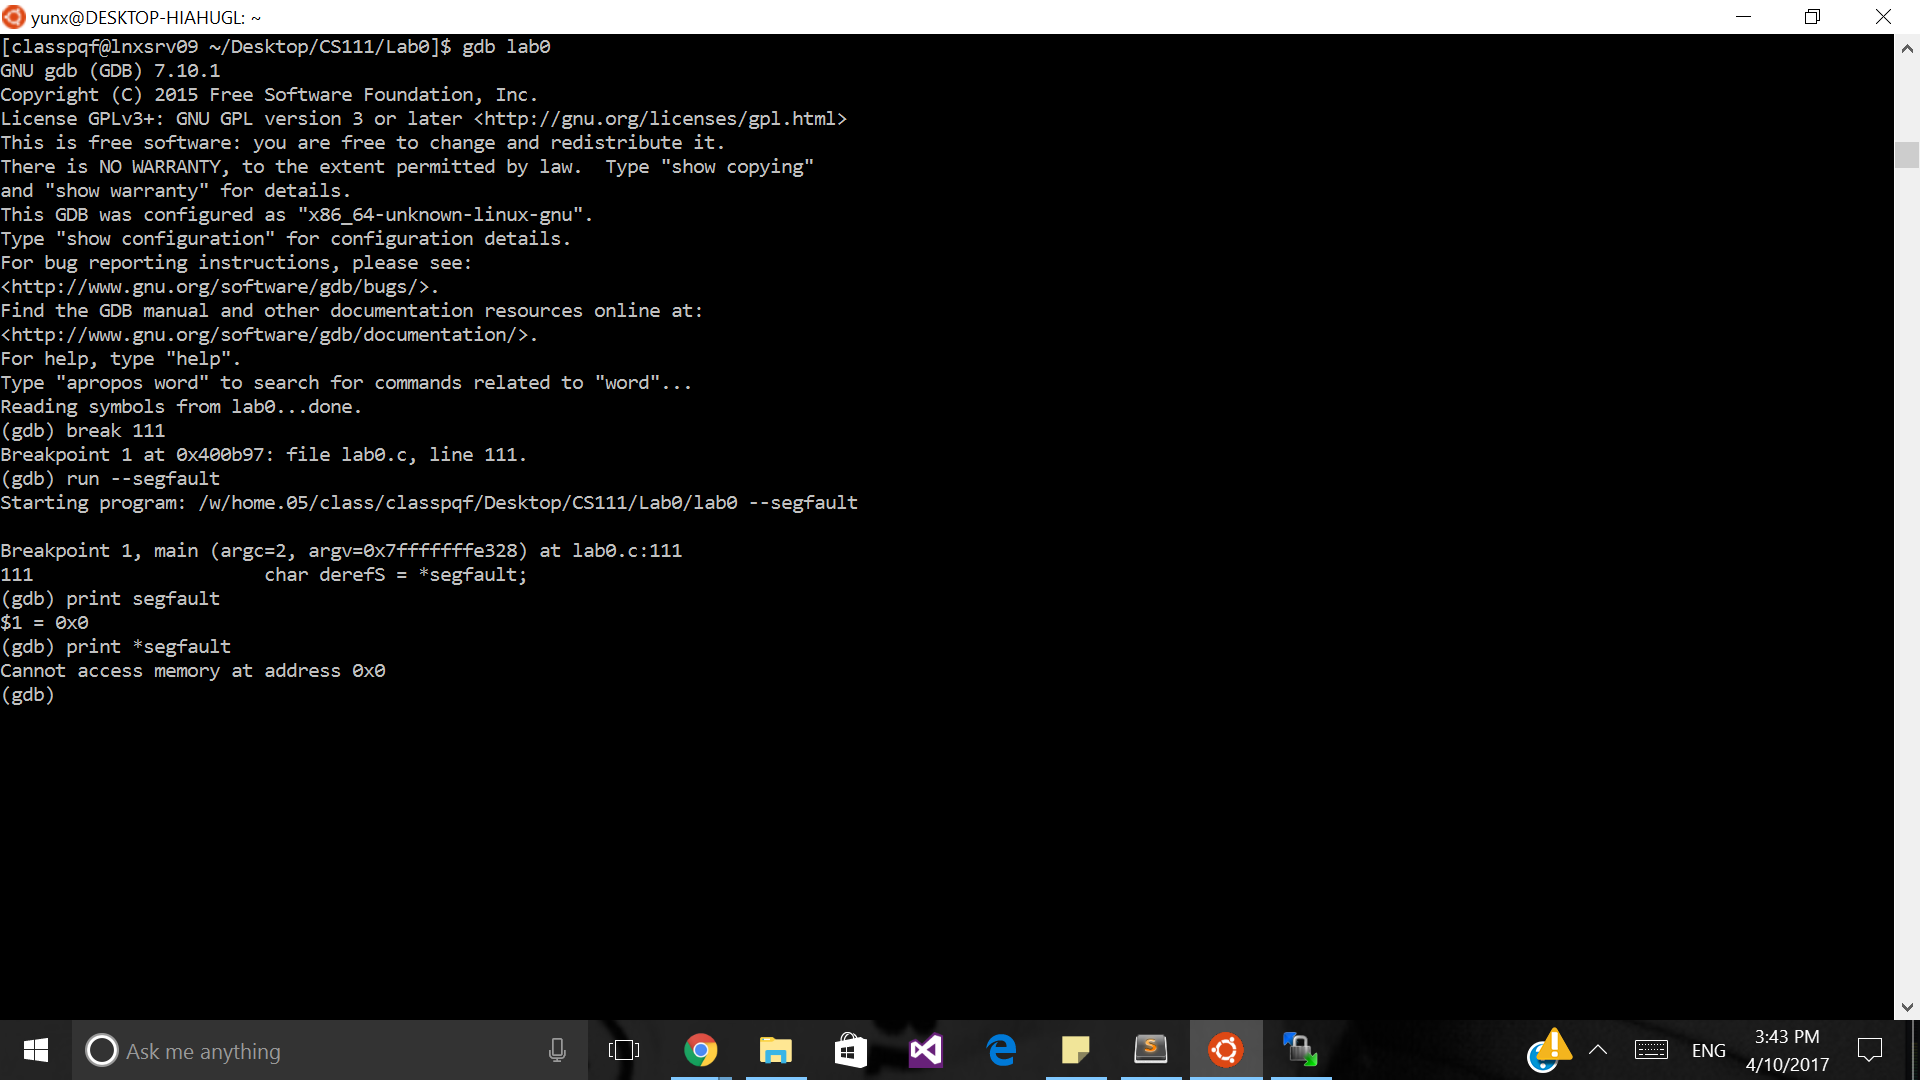 yunx@DESKTOP-HIAHUGL: ~
[classpqf@lnxsrv09 ~/Desktop/CS111/Lab0]$ gdb lab0
GNU gdb (GDB) 7.10.1
Copyright (C) 2015 Free Software Foundation, Inc.
License GPLv3+: GNU GPL version 3 or later <http://gnu.org/licenses/gpl.html>
This is free software: you are free to change and redistribute it.
There is NO WARRANTY, to the extent permitted by law.  Type "show copying"
and "show warranty" for details.
This GDB was configured as "x86_64-unknown-linux-gnu".
Type "show configuration" for configuration details.
For bug reporting instructions, please see:
<http://www.gnu.org/software/gdb/bugs/>.
Find the GDB manual and other documentation resources online at:
<http://www.gnu.org/software/gdb/documentation/>.
For help, type "help".
Type "apropos word" to search for commands related to "word"...
Reading symbols from lab0...done.
(gdb) break 111
Breakpoint 1 at 0x400b97: file lab0.c, line 111.
(gdb) run --segfault
Starting program: /w/home.05/class/classpqf/Desktop/CS111/Lab0/lab0 --segfault
Breakpoint 1, main (argc=2, argv=0x7fffffffe328) at lab0.c:111
111                     char derefS = *segfault;
(gdb) print segfault
$1 = 0x0
(gdb) print *segfault
Cannot access memory at address 0x0
(gdb)
Ask me anything
S
ENG
3:43 PM
4/10/2017